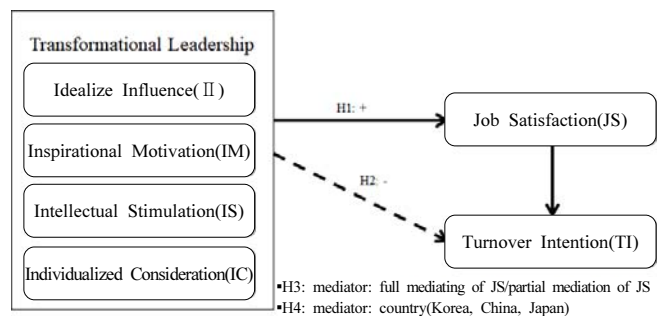 Transformational Leadership
Idealize Influence(Ⅱ)
Inspirational Motivation(IM)
Intellectual Stimulation(IS)
Individualized Consideration(IC)
H1: +
H2: -
Job Satisfaction(JS)
Turnover Intention(TI)
▪H3: mediator: full mediating of JS/partial mediation of JS
▪H4: mediator: country(Korea, China, Japan)